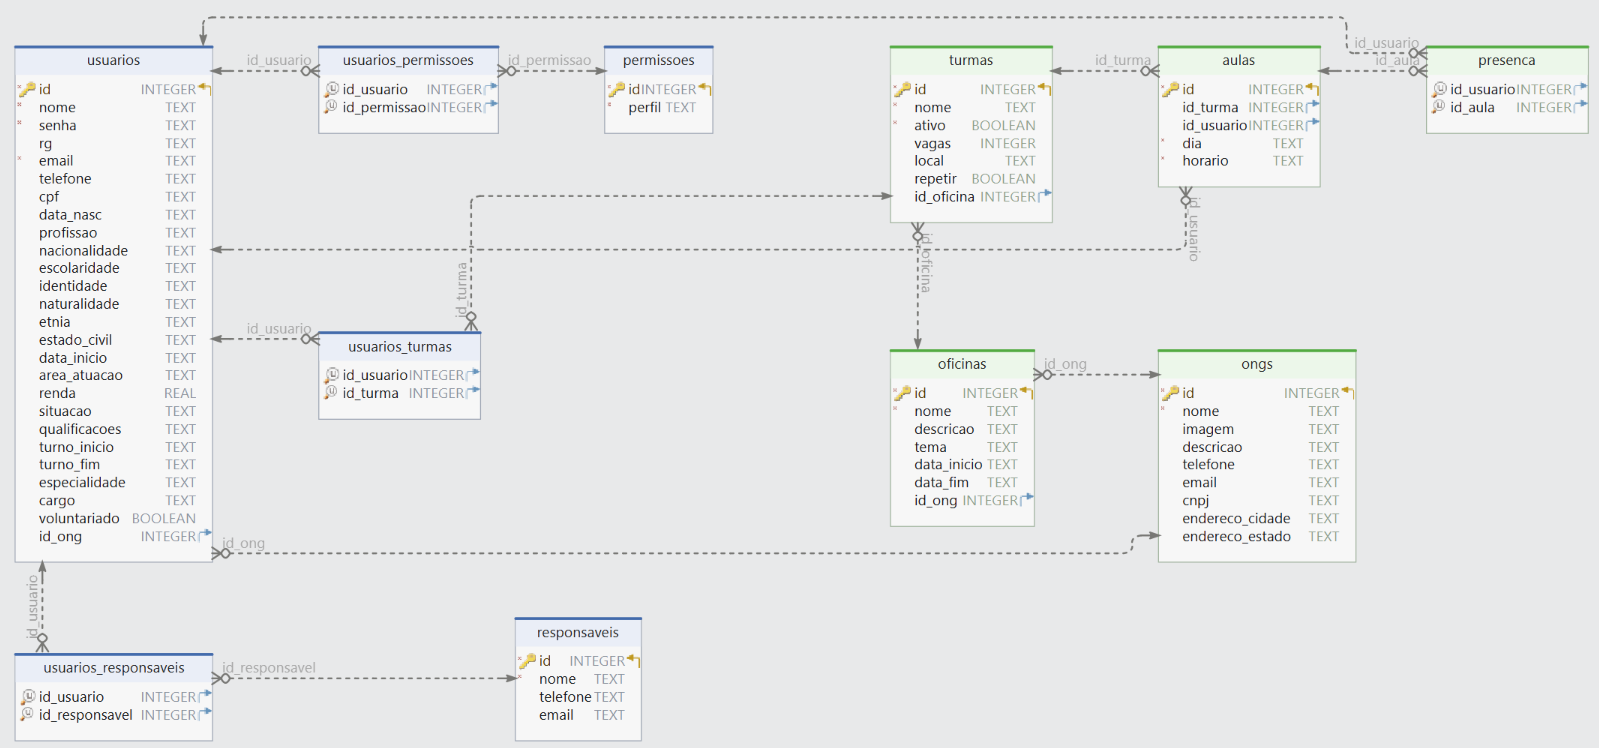 usuarios
id INTEGER
nome TEXT
senha TEXT
rg TEXT
email TEXT
telefone TEXT
cpf TEXT
data_nasc TEXT
profissao TEXT
nacionalidade TEXT
escolaridade TEXT
identidade TEXT
naturalidade TEXT
etnia TEXT
estado_civil TEXT
data_inicio TEXT
area_atuacao TEXT
renda REAL
situacao TEXT
qualificacoes TEXT
turno_inicio TEXT
turno_fim TEXT
especialidade TEXT
cargo TEXT
voluntariado BOOLEAN
id_ong INTEGER
id_usuario
usuarios_permissoes
id_usuario INTEGER
id_permissao INTEGER
id_permissao
permissoes
id INTEGER
perfil TEXT
turmas
id INTEGER
nome TEXT
ativo BOOLEAN
vagas INTEGER
local TEXT
repetir BOOLEAN
id_oficina INTEGER
id_turma
aulas
id INTEGER
id_turma INTEGER
id_usuario INTEGER
dia TEXT
horario TEXT
id_usuario
id_aula
presenca
id_usuario INTEGER
id_aula INTEGER
id_usuario
id_oficina
id_turma
id_usuario
usuarios_turmas
id_usuario INTEGER
id_turma INTEGER
oficinas
id INTEGER
nome TEXT
descricao TEXT
tema TEXT
data_inicio TEXT
data_fim TEXT
id_ong INTEGER
id_ong
ongs
id INTEGER
nome TEXT
imagem TEXT
descricao TEXT
telefone TEXT
email TEXT
cnpj TEXT
endereco_cidade TEXT
endereco_estado TEXT
id_ong
id_usuario
usuarios_responsaveis
id_usuario INTEGER
id_responsavel INTEGER
id_responsavel
responsaveis
id INTEGER
nome TEXT
telefone TEXT
email TEXT